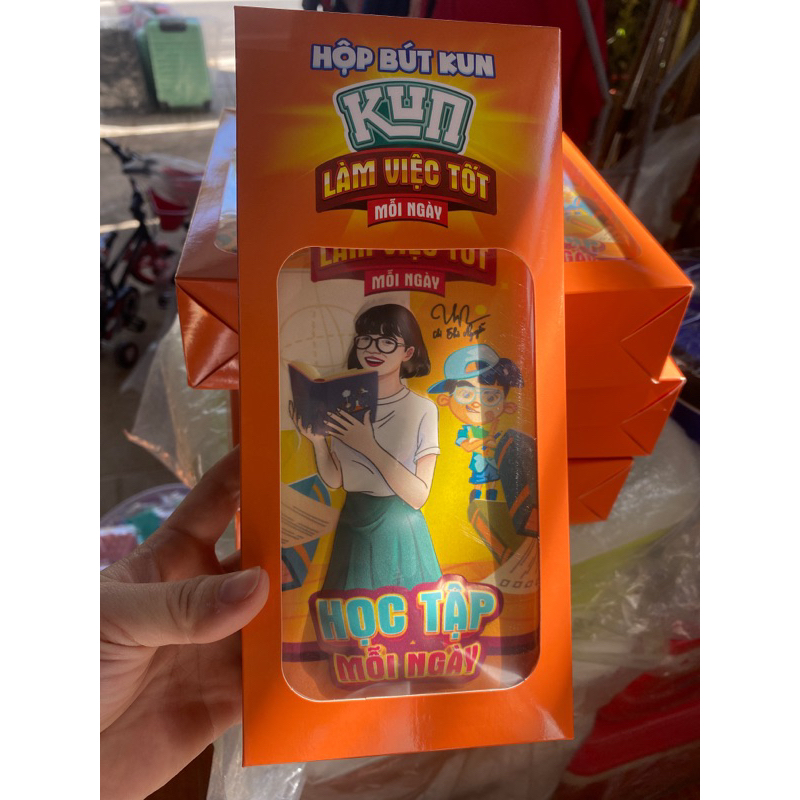 HỘP BÚT KUN
KUN
LÀM VIỆC TỐT
MỖI NGÀY
LÀM VIỆC TỐT
MỖI NGÀY
HỌC TẬP
MỖI NGÀY